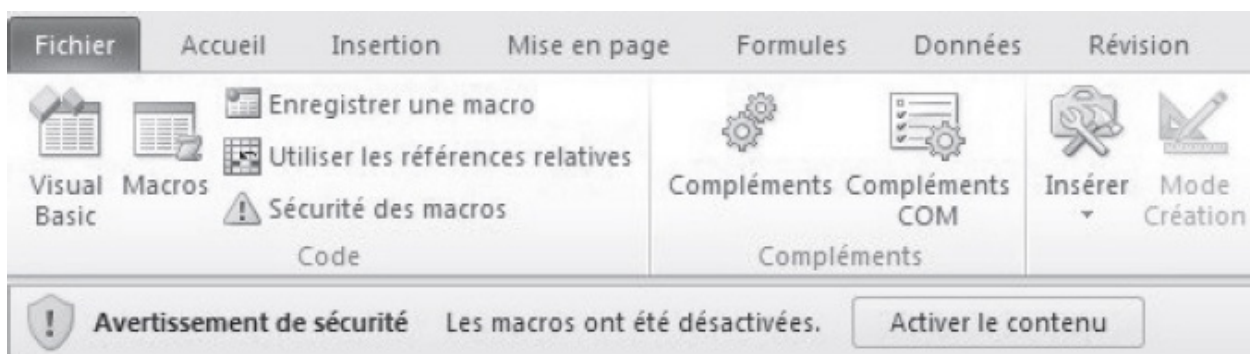 Fichier Accueil Insertion Mise en page Formules Données Révision
Enregistrer une macro
Utiliser les références relatives
Sécurité des macros
Visual Basic
Macros
Compléments
Compléments COM
Insérer
Mode Création
Code
Compléments
Avertissement de sécurité Les macros ont été désactivées. Activer le contenu